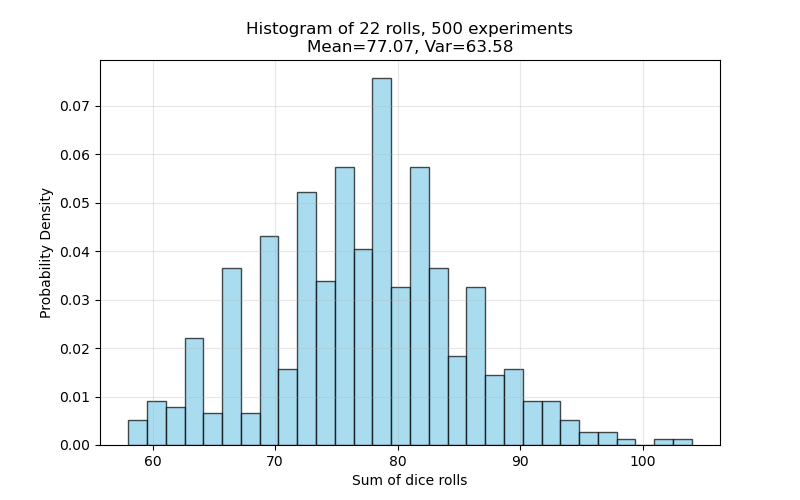 Histogram of 22 rolls, 500 experiments
Mean=77.07, Var=63.58
0.07
0.06
0.05
0.04
0.03
0.02
0.01
0.00
Probability Density
60 70 80 90 100
Sum of dice rolls